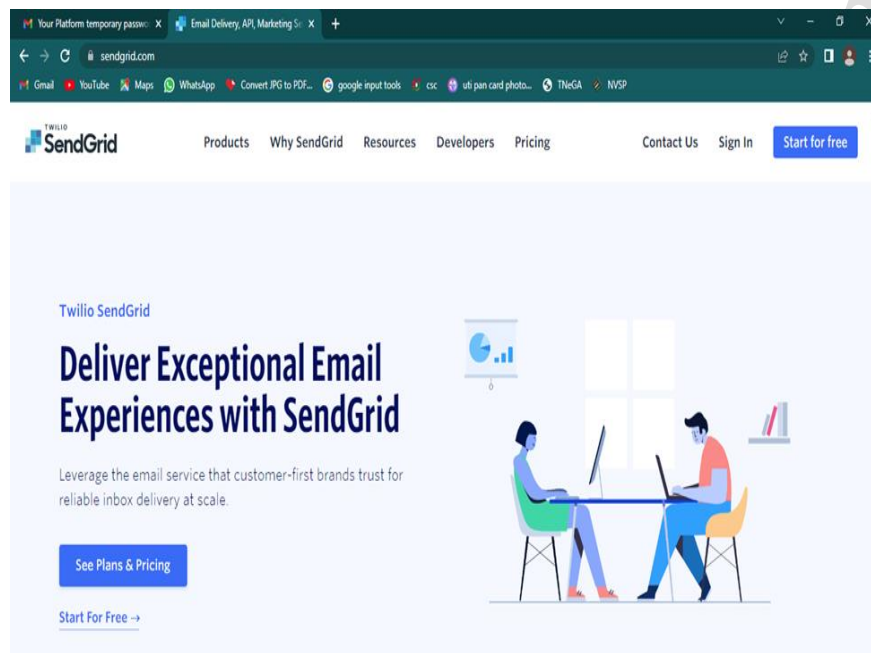 Your Platform temporary passwo
Email Delivery, API, Marketing Se
sendgrid.com
Gmail YouTube Maps WhatsApp Convert JPG to PDF... google input tools csc uti pan card photo... TNeGA NVSP
TWILIO
SendGrid
Products Why SendGrid Resources Developers Pricing Contact Us Sign In Start for free
Twilio SendGrid
Deliver Exceptional Email
Experiences with SendGrid
Leverage the email service that customer-first brands trust for
reliable inbox delivery at scale.
See Plans & Pricing
Start For Free →